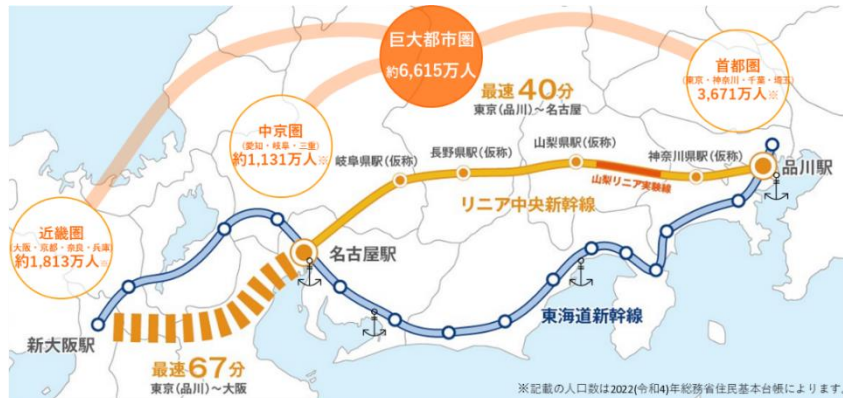 巨大都市圏
約6,615万人
首都圏
(東京・神奈川・千葉・埼玉)
3,671万人※
最速40分
東京(品川)～名古屋
中京圏
(愛知・岐阜・三重)
約1,131万人※
岐阜県駅(仮称)
長野県駅(仮称)
山梨県駅(仮称)
神奈川県駅(仮称)
品川駅
山梨リニア実験線
リニア中央新幹線
近畿圏
(大阪・京都・奈良・兵庫)
約1,813万人※
名古屋駅
東海道新幹線
新大阪駅
最速67分
東京(品川)～大阪
※記載の人口数は2022(令和4)年総務省住民基本台帳によります。